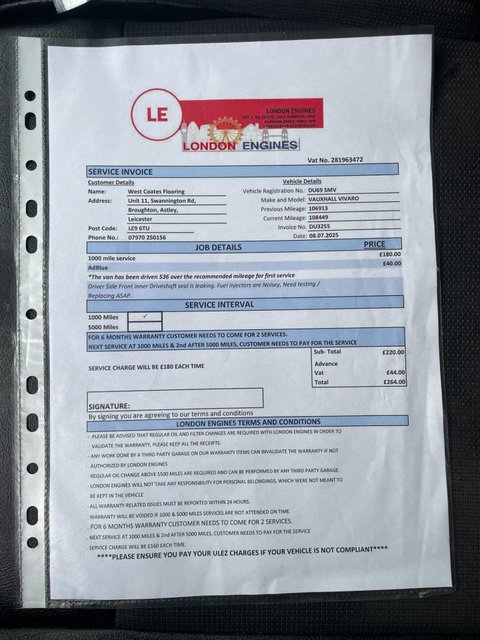 LE
LONDON ENGINES
LONDON ENGINES
Vat No. 281963472
SERVICE INVOICE
Customer Details Vehicle Details
Name: West Coates Flooring Vehicle Registration No.: DU69 SMV
Address: Unit 11, Swannington Rd, Make and Model: VAUXHALL VIVARO
Broughton, Astley, Previous Mileage: 106913
Leicester Current Mileage: 108449
Post Code: LE9 6TU Invoice No. DU3255
Phone No.: 07970 250156 Date: 08.07.2025
JOB DETAILS PRICE
1000 mile service £180.00
AdBlue £40.00
*The van has been driven 536 over the recommended mileage for first service
Driver Side Front inner Driveshaft seal is leaking. Fuel Injectors are Noisey, Need testing /
Replacing ASAP.
SERVICE INTERVAL
1000 Miles ✓
5000 Miles
FOR 6 MONTHS WARRANTY CUSTOMER NEEDS TO COME FOR 2 SERVICES.
NEXT SERVICE AT 1000 MILES & 2nd AFTER 5000 MILES, CUSTOMER NEEDS TO PAY FOR THE SERVICE
Sub- Total £220.00
SERVICE CHARGE WILL BE £180 EACH TIME
Advance
Vat £44.00
Total £264.00
SIGNATURE:
By signing you are agreeing to our terms and conditions
LONDON ENGINES TERMS AND CONDITIONS
- PLEASE BE ADVISED THAT REGULAR OIL AND FILTER CHANGES ARE REQUIRED WITH LONDON ENGINES IN ORDER TO
VALIDATE THE WARRANTY, PLEASE KEEP ALL THE RECEIPTS.
- ANY WORK DONE BY A THIRD PARTY GARAGE ON OUR WARRANTY ITEMS CAN INVALIDATE THE WARRANTY IF NOT
AUTHORIZED BY LONDON ENGINES
- REGULAR OIL CHANGE ABOVE 5500 MILES ARE REQUIRED AND CAN BE PERFORMED BY ANY THIRD PARTY GARAGE.
- LONDON ENGINES WILL NOT TAKE ANY RESPONSIBILITY FOR PERSONAL BELONGINGS, WHICH WERE NOT MEANT TO
BE KEPT IN THE VEHICLE
- ALL WARRANTY RELATED ISSUES MUST BE REPORTED WITHIN 24 HOURS.
- WARRANTY WILL BE VOIDED IF 1000 & 5000 MILES SERVICES ARE NOT ATTENDED ON TIME
- FOR 6 MONTHS WARRANTY CUSTOMER NEEDS TO COME FOR 2 SERVICES.
- NEXT SERVICE AT 1000 MILES & 2nd AFTER 5000 MILES, CUSTOMER NEEDS TO PAY FOR THE SERVICE
- SERVICE CHARGE WILL BE £160 EACH TIME.
****PLEASE ENSURE YOU PAY YOUR ULEZ CHARGES IF YOUR VEHICLE IS NOT COMPLIANT****